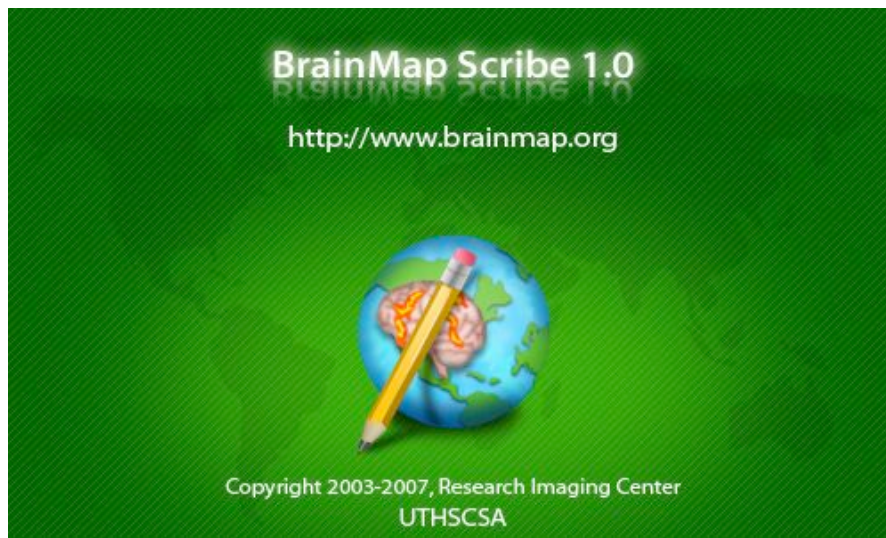 BrainMap Scribe 1.0
http://www.brainmap.org
Copyright 2003-2007, Research Imaging Center
UTHSCSA